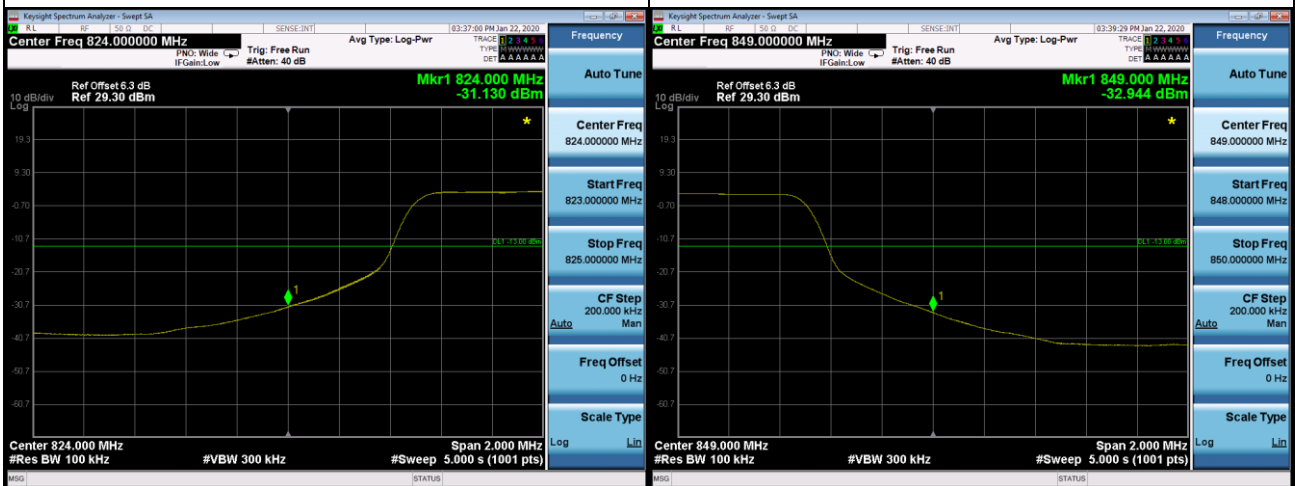 Keysight Spectrum Analyzer - Swept SA
RL RF 50 Ω DC SENSE:INT 03:37:00 PM Jan 22, 2020
Center Freq 824.000000 MHz
PNO: Wide
IFGain:Low
Trig: Free Run
#Atten: 40 dB
Avg Type: Log-Pwr
TRACE 1 2 3 4 5 6
TYPE M W W W W W
DET A A A A A A
Ref Offset 6.3 dB
Ref 29.30 dBm
10 dB/div
Log
Mkr1 824.000 MHz
-31.130 dBm
*
19.3
9.30
-0.70
-10.7
DL1 -13.00 dBm
-20.7
1
-30.7
-40.7
-50.7
-60.7
Center 824.000 MHz
Span 2.000 MHz
#Res BW 100 kHz
#VBW 300 kHz
#Sweep 5.000 s (1001 pts)
MSG
STATUS
Frequency
Auto Tune
Center Freq
824.000000 MHz
Start Freq
823.000000 MHz
Stop Freq
825.000000 MHz
CF Step
200.000 kHz
Auto Man
Freq Offset
0 Hz
Scale Type
Log Lin
Keysight Spectrum Analyzer - Swept SA
RL RF 50 Ω DC SENSE:INT 03:39:29 PM Jan 22, 2020
Center Freq 849.000000 MHz
PNO: Wide
IFGain:Low
Trig: Free Run
#Atten: 40 dB
Avg Type: Log-Pwr
TRACE 1 2 3 4 5 6
TYPE M W W W W W
DET A A A A A A
Ref Offset 6.3 dB
Ref 29.30 dBm
10 dB/div
Log
Mkr1 849.000 MHz
-32.944 dBm
*
19.3
9.30
-0.70
-10.7
DL1 -13.00 dBm
-20.7
1
-30.7
-40.7
-50.7
-60.7
Center 849.000 MHz
Span 2.000 MHz
#Res BW 100 kHz
#VBW 300 kHz
#Sweep 5.000 s (1001 pts)
MSG
STATUS
Frequency
Auto Tune
Center Freq
849.000000 MHz
Start Freq
848.000000 MHz
Stop Freq
850.000000 MHz
CF Step
200.000 kHz
Auto Man
Freq Offset
0 Hz
Scale Type
Log Lin